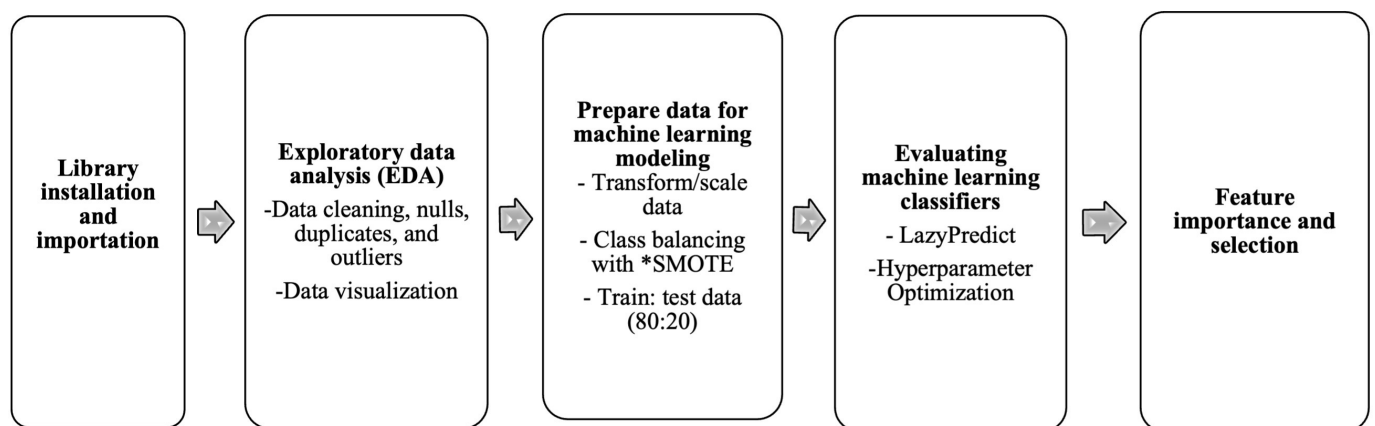 Library
installation
and
importation
Exploratory data
analysis (EDA)
-Data cleaning, nulls,
duplicates, and
outliers
-Data visualization
Prepare data for
machine learning
modeling
- Transform/scale
data
- Class balancing
with *SMOTE
- Train: test data
(80:20)
Evaluating
machine learning
classifiers
- LazyPredict
-Hyperparameter
Optimization
Feature
importance and
selection